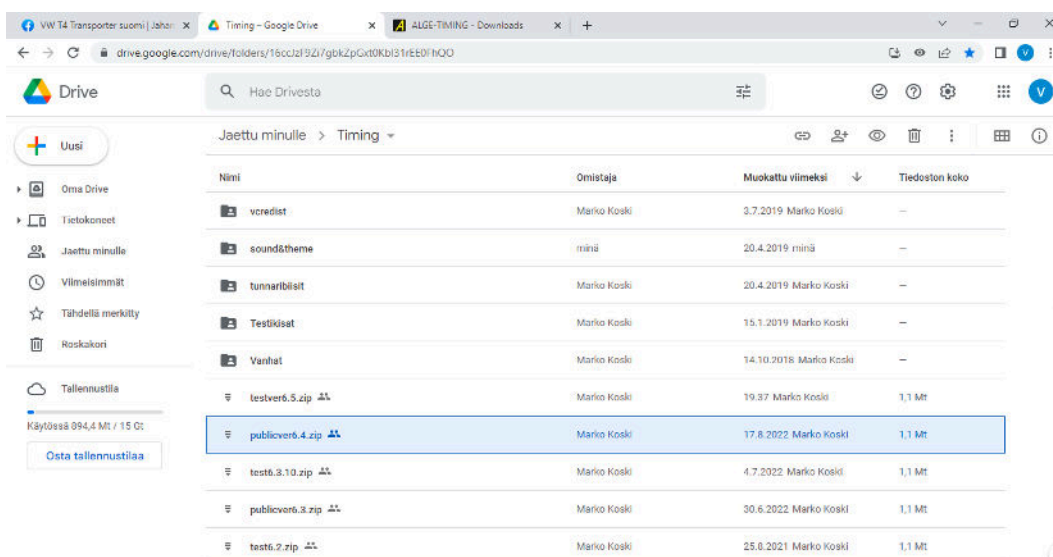 VW T4 Transporter suomi | Jahar
Timing – Google Drive
ALGE-TIMING - Downloads
Drive
Hae Drivesta
V
Uusi
Jaettu minulle > Timing
Nimi Omistaja Muokattu viimeksi Tiedoston koko
Oma Drive
Tietokoneet
Jaettu minulle
Viimeisimmät
Tähdellä merkitty
Roskakori
Tallennustila
Käytössä 894,4 Mt / 15 Gt
Osta tallennustilaa
vcredist Marko Koski 3.7.2019 Marko Koski –
sound&theme minä 20.4.2019 minä –
tunnaribiisit Marko Koski 20.4.2019 Marko Koski –
Testikisat Marko Koski 15.1.2019 Marko Koski –
Vanhat Marko Koski 14.10.2018 Marko Koski –
testver6.5.zip Marko Koski 19.37 Marko Koski 1,1 Mt
publicver6.4.zip Marko Koski 17.8.2022 Marko Koski 1,1 Mt
test6.3.10.zip Marko Koski 4.7.2022 Marko Koski 1,1 Mt
publicver6.3.zip Marko Koski 30.6.2022 Marko Koski 1,1 Mt
test6.2.zip Marko Koski 25.8.2021 Marko Koski 1,1 Mt